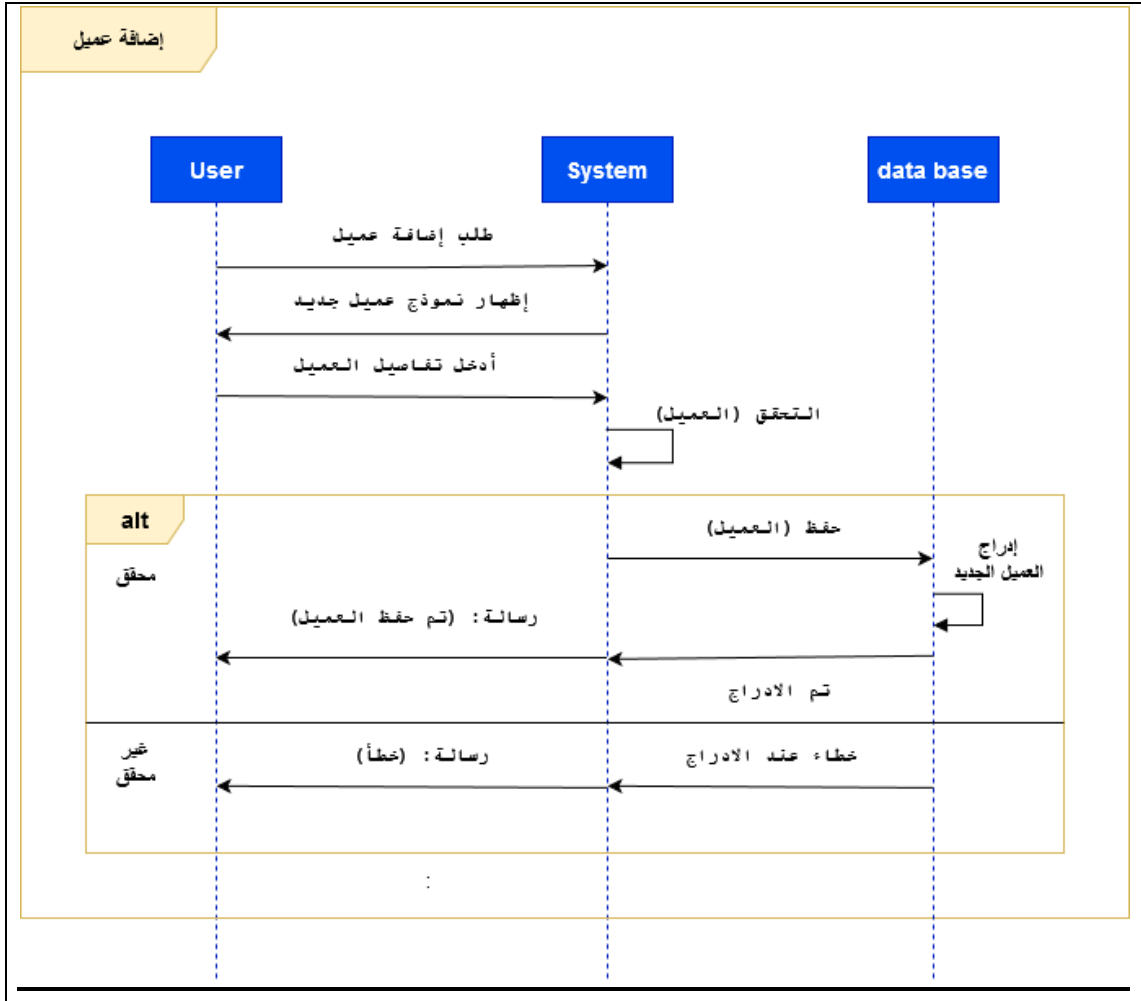 إضافة عميل
User
System
data base
طلب إضافة عميل
إظهار نموذج عميل جديد
أدخل تفاصيل العميل
التحقق (العميل)
alt
محقق
حفظ (العميل)
إدراج
العميل الجديد
رسالة: (تم حفظ العميل)
تم الادراج
غير
محقق
رسالة: (خطأ)
خطاء عند الادراج
: